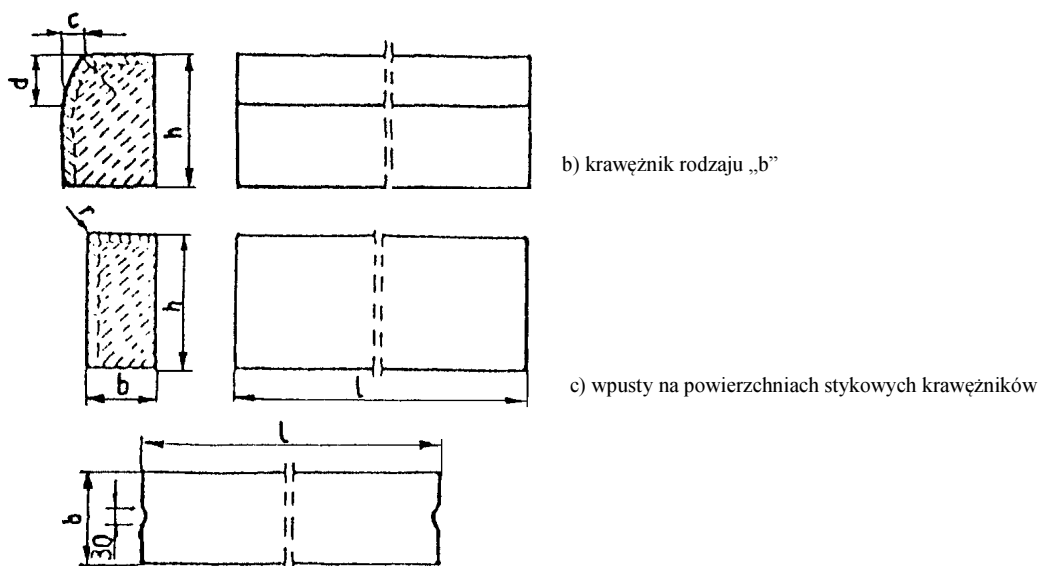 c
d
h
b) krawężnik rodzaju „b”
r
h
b
l
c) wpusty na powierzchniach stykowych krawężników
l
b
30